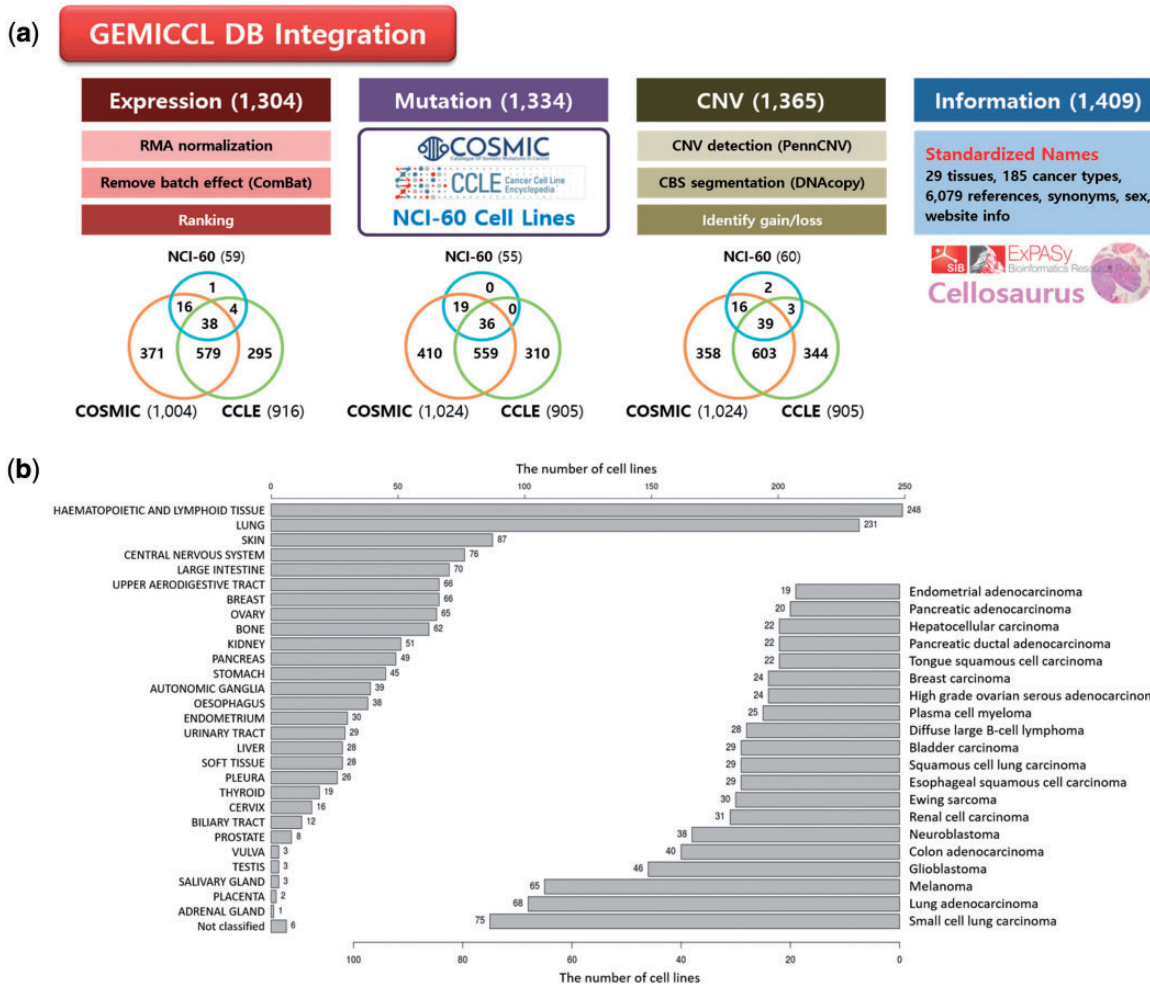 (a)
GEMICCL DB Integration
Expression (1,304)
RMA normalization
Remove batch effect (ComBat)
Ranking
NCI-60 (59)
1
16
4
38
371
579
295
COSMIC (1,004)
CCLE (916)
Mutation (1,334)
COSMIC
Catalogue Of Somatic Mutations In Cancer
CCLE Cancer Cell Line Encyclopedia
NCI-60 Cell Lines
NCI-60 (55)
0
19
0
36
410
559
310
COSMIC (1,024)
CCLE (905)
CNV (1,365)
CNV detection (PennCNV)
CBS segmentation (DNAcopy)
Identify gain/loss
NCI-60 (60)
2
16
3
39
358
603
344
COSMIC (1,024)
CCLE (905)
Information (1,409)
Standardized Names
29 tissues, 185 cancer types,
6,079 references, synonyms, sex,
website info
SIB
ExPASy
Bioinformatics Resource Portal
Cellosaurus
(b)
The number of cell lines
0 50 100 150 200 250
HAEMATOPOIETIC AND LYMPHOID TISSUE 248
LUNG 231
SKIN 87
CENTRAL NERVOUS SYSTEM 76
LARGE INTESTINE 70
UPPER AERODIGESTIVE TRACT 66
BREAST 66
OVARY 65
BONE 62
KIDNEY 51
PANCREAS 49
STOMACH 45
AUTONOMIC GANGLIA 39
OESOPHAGUS 38
ENDOMETRIUM 30
URINARY TRACT 29
LIVER 28
SOFT TISSUE 28
PLEURA 26
THYROID 19
CERVIX 16
BILIARY TRACT 12
PROSTATE 8
VULVA 3
TESTIS 3
SALIVARY GLAND 3
PLACENTA 2
ADRENAL GLAND 1
Not classified 6
19 Endometrial adenocarcinoma
20 Pancreatic adenocarcinoma
22 Hepatocellular carcinoma
22 Pancreatic ductal adenocarcinoma
22 Tongue squamous cell carcinoma
24 Breast carcinoma
24 High grade ovarian serous adenocarcinom
25 Plasma cell myeloma
28 Diffuse large B-cell lymphoma
29 Bladder carcinoma
29 Squamous cell lung carcinoma
29 Esophageal squamous cell carcinoma
30 Ewing sarcoma
31 Renal cell carcinoma
38 Neuroblastoma
40 Colon adenocarcinoma
46 Glioblastoma
65 Melanoma
68 Lung adenocarcinoma
75 Small cell lung carcinoma
100 80 60 40 20 0
The number of cell lines